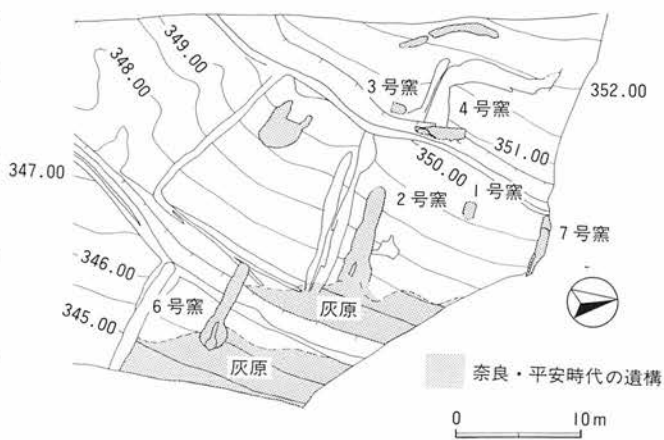 349.00
348.00
347.00
346.00
345.00
3号窯
4号窯
352.00
351.00
350.00
1号窯
2号窯
7号窯
6号窯
灰原
灰原
奈良・平安時代の遺構
0 10m